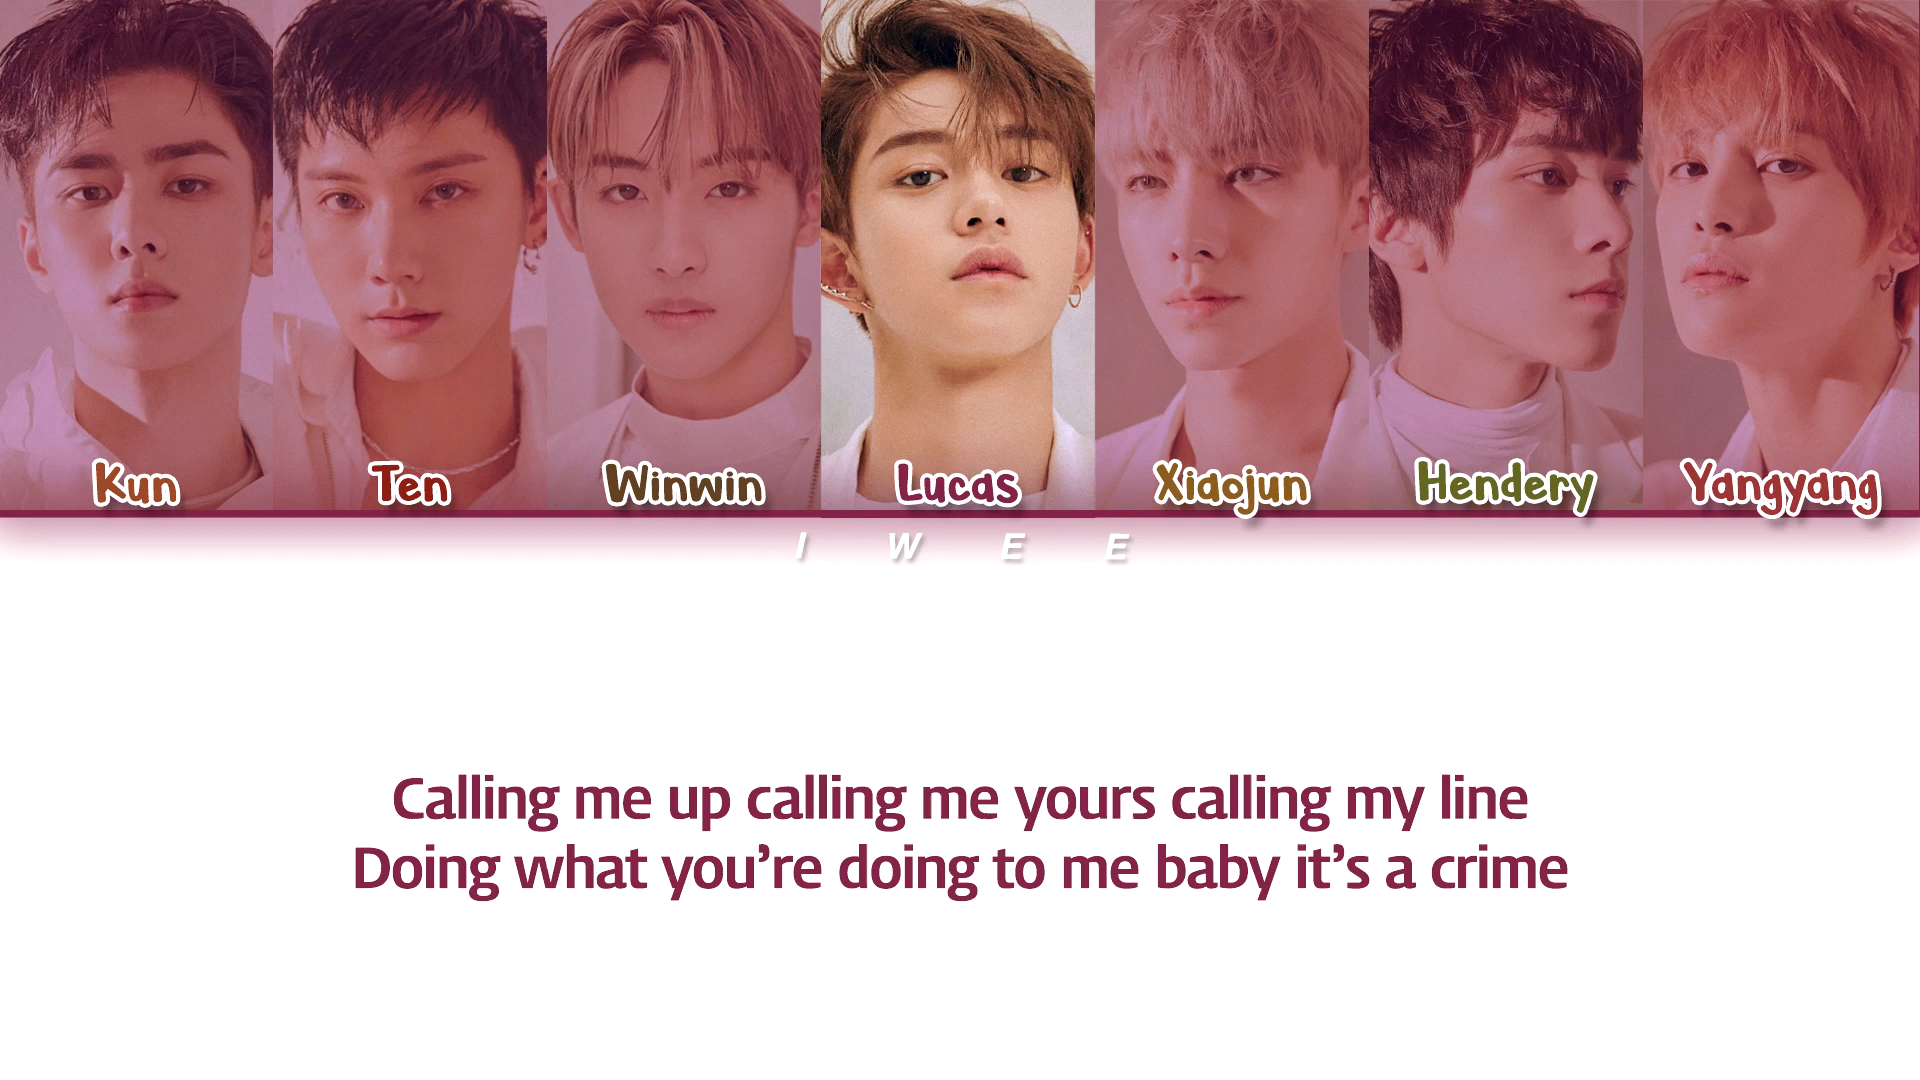 Kun Ten Winwin Lucas Xiaojun Hendery Yangyang
I W E E
Calling me up calling me yours calling my line
Doing what you’re doing to me baby it’s a crime